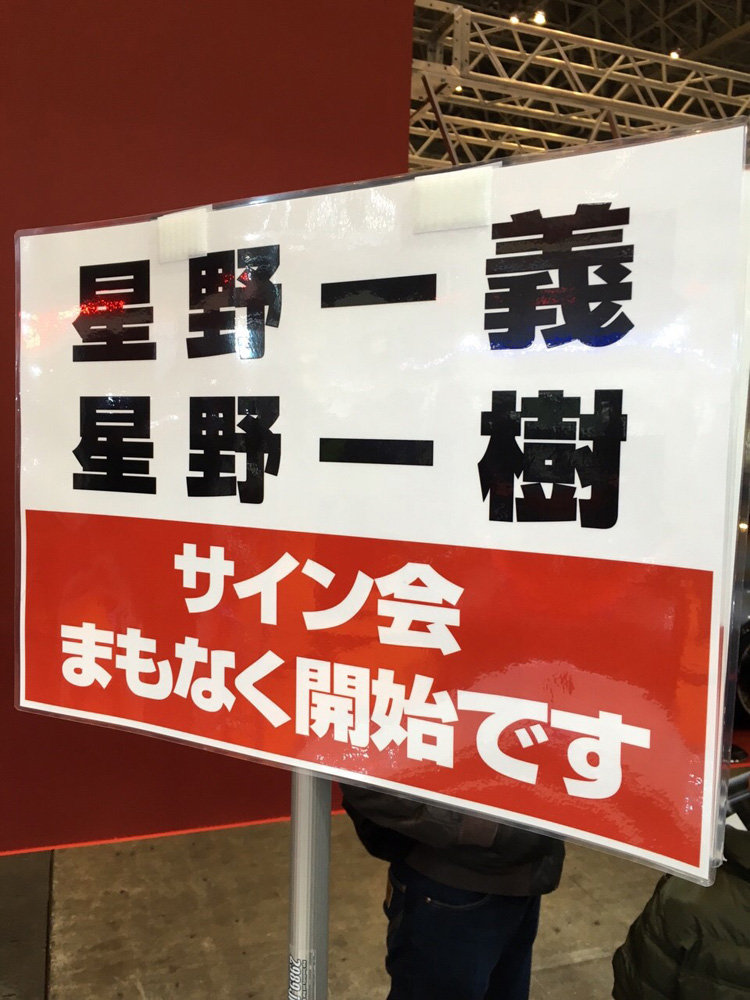 星野一義
星野一樹
サイン会
まもなく開始です